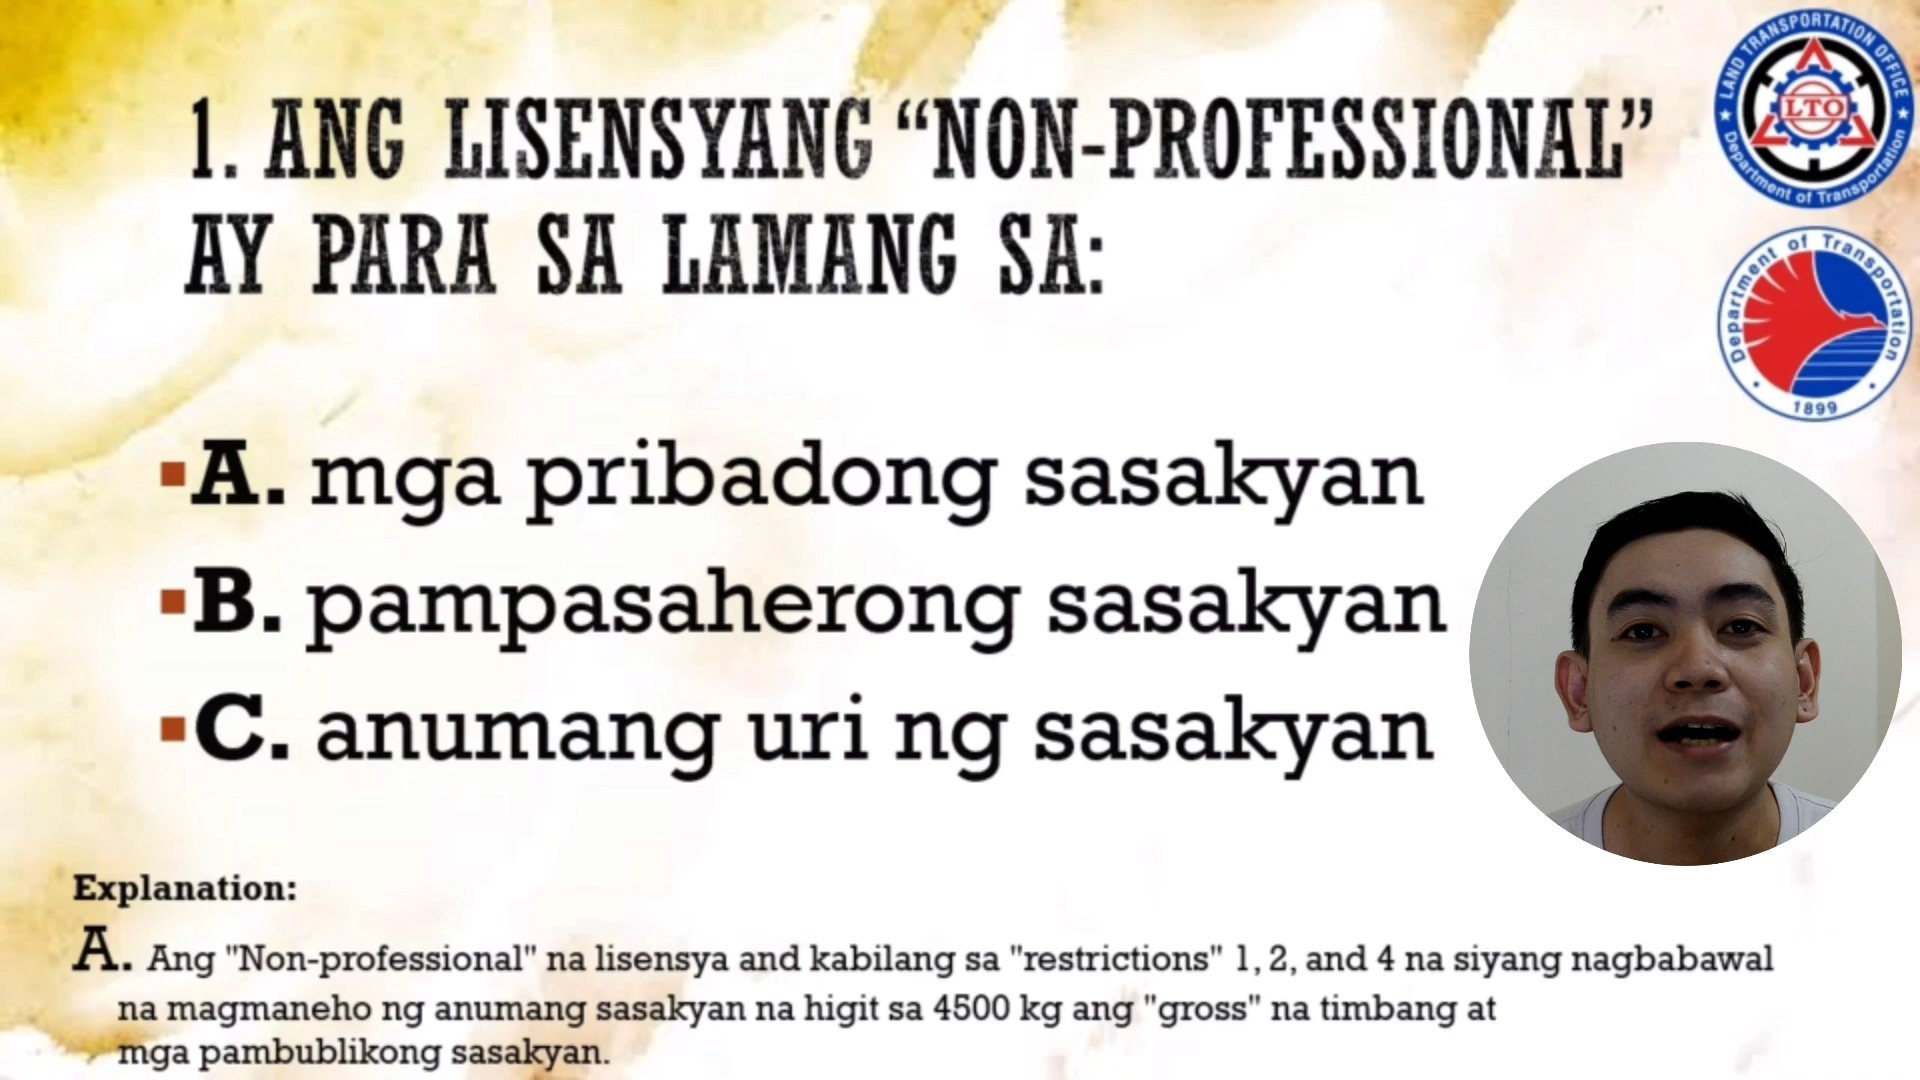 1. ANG LISENSYANG “NON-PROFESSIONAL”
AY PARA SA LAMANG SA:
A. mga pribadong sasakyan
B. pampasaherong sasakyan
C. anumang uri ng sasakyan
Explanation:
A. Ang "Non-professional" na lisensya and kabilang sa "restrictions" 1, 2, and 4 na siyang nagbabawal
na magmaneho ng anumang sasakyan na higit sa 4500 kg ang "gross" na timbang at
mga pambublikong sasakyan.
LAND TRANSPORTATION OFFICE
LTO
Department of Transportation
Department of Transportation
1899